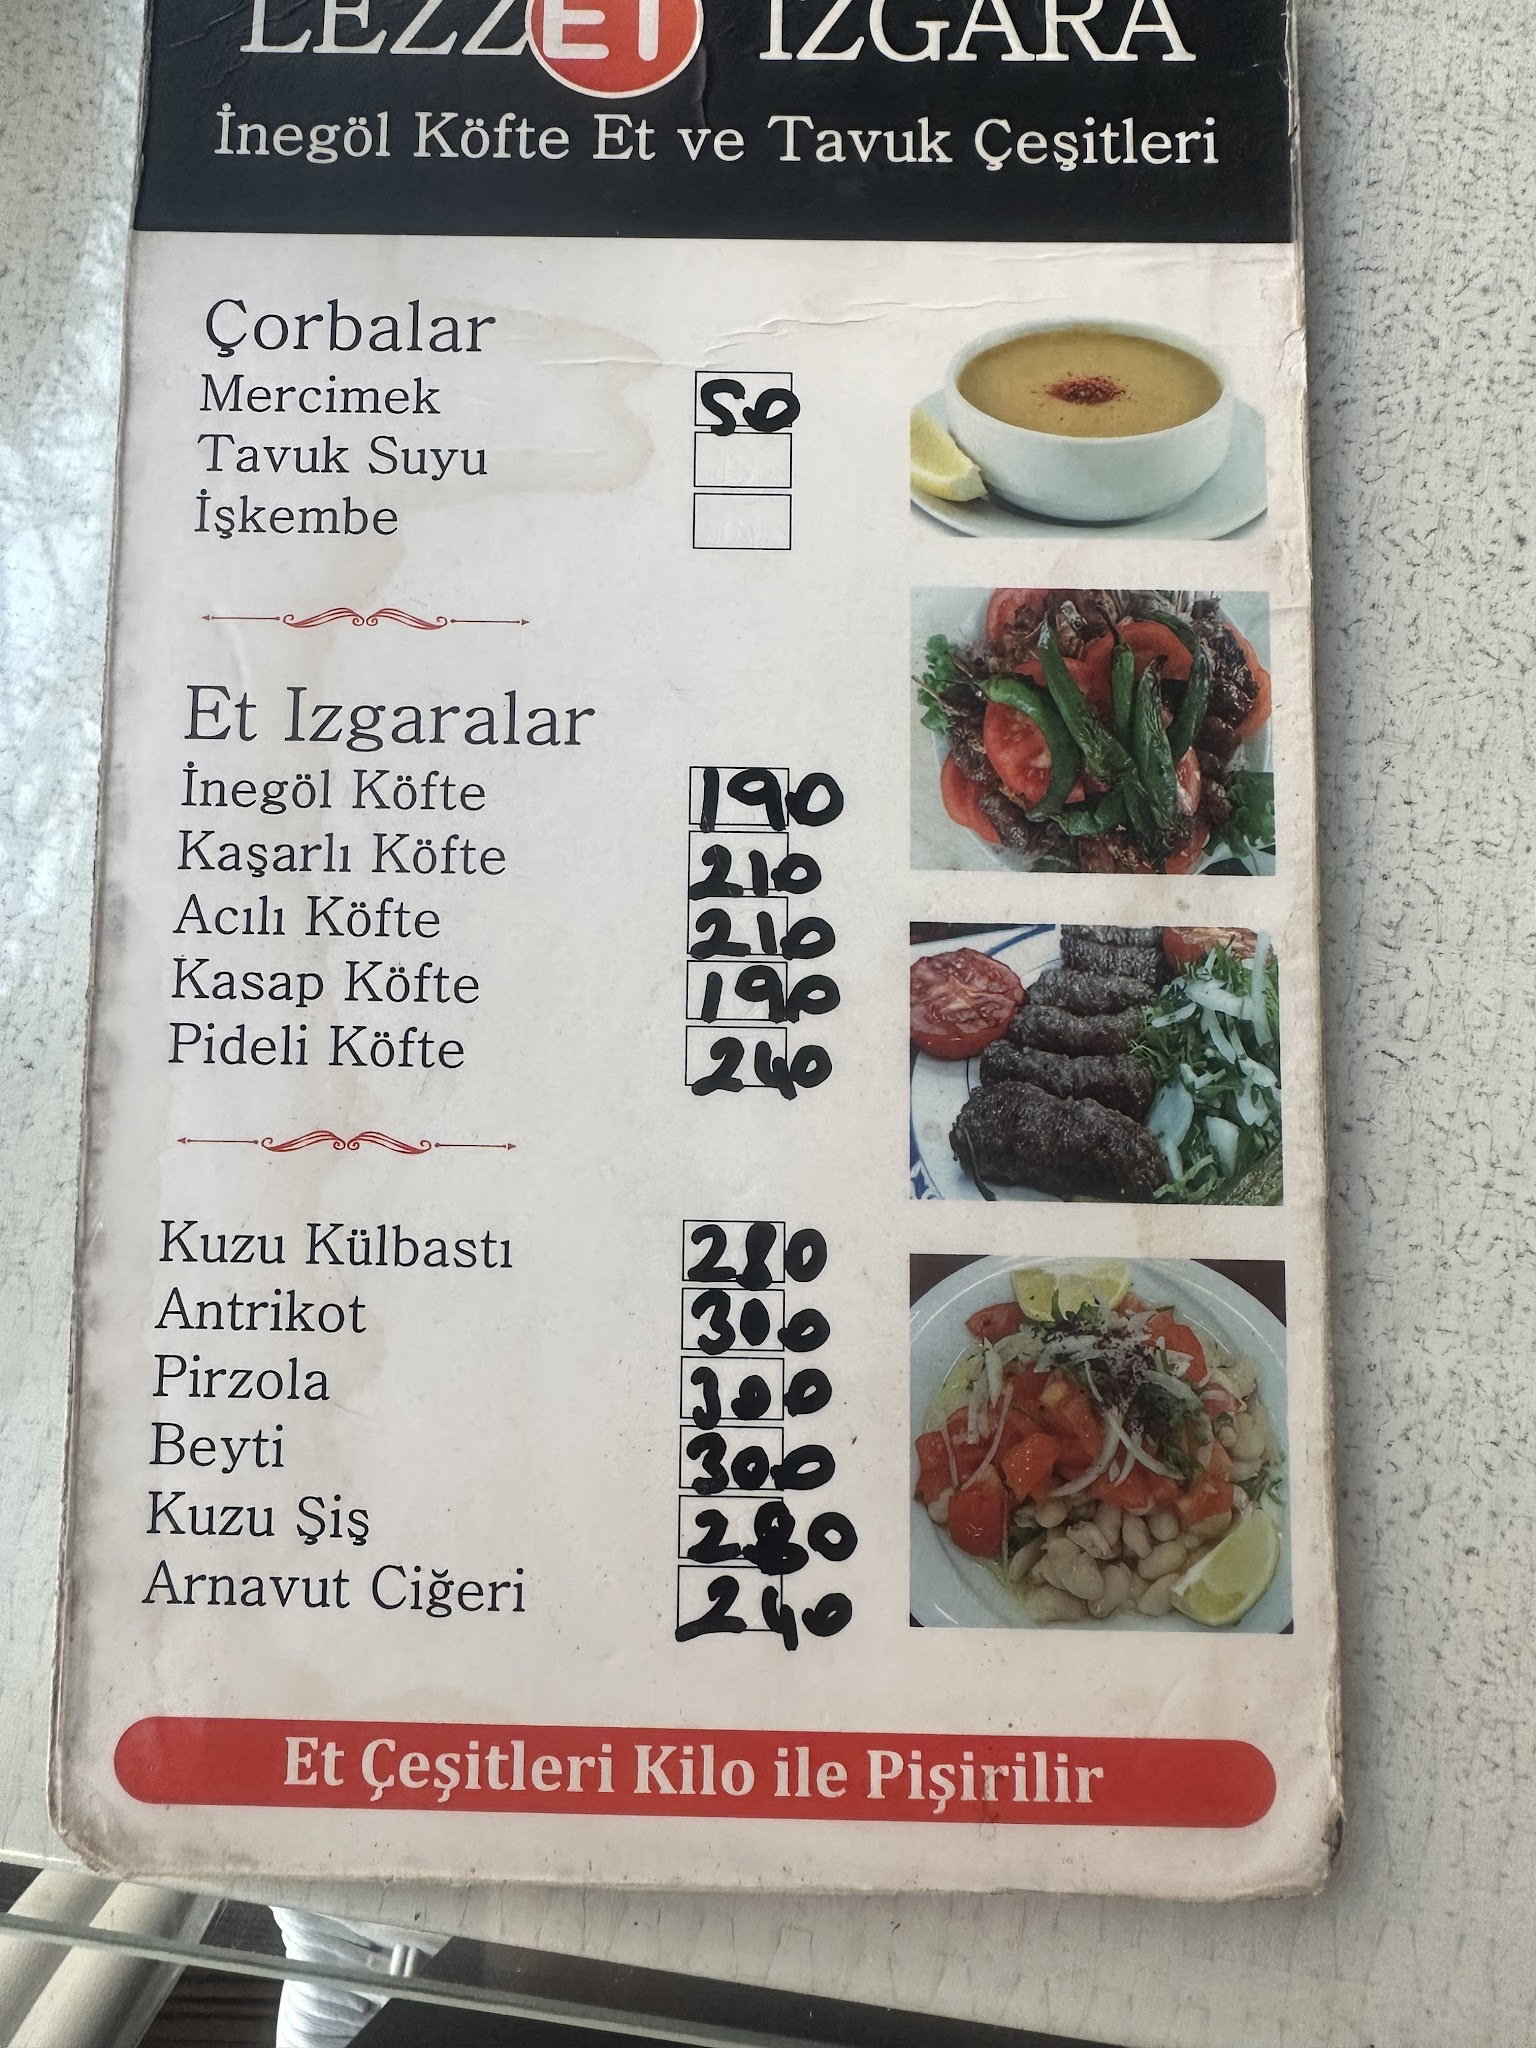 LEZZET IZGARA
İnegöl Köfte Et ve Tavuk Çeşitleri
Çorbalar
Mercimek 50
Tavuk Suyu
İşkembe
Et Izgaralar
İnegöl Köfte 190
Kaşarlı Köfte 210
Acılı Köfte 210
Kasap Köfte 190
Pideli Köfte 240
Kuzu Külbastı 280
Antrikot 300
Pirzola 300
Beyti 300
Kuzu Şiş 280
Arnavut Ciğeri 240
Et Çeşitleri Kilo ile Pişirilir